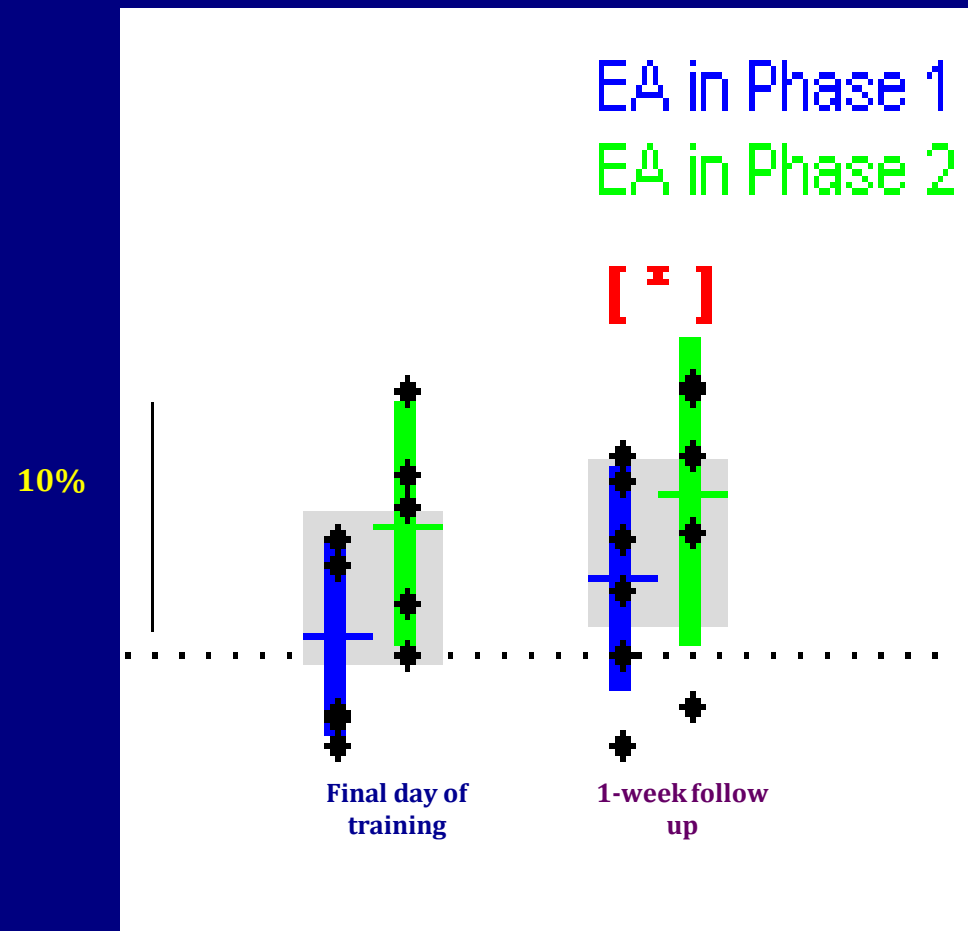 EA in Phase 1
EA in Phase 2
[ * ]
10%
Final day of
training
1-week follow
up